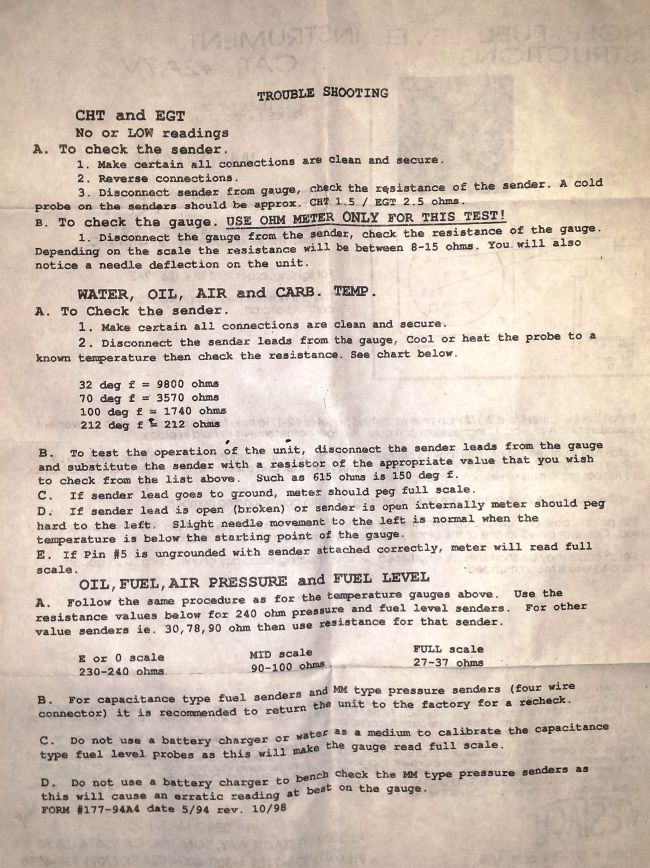 TROUBLE SHOOTING
CHT and EGT
No or LOW readings
A. To check the sender.
1. Make certain all connections are clean and secure.
2. Reverse connections.
3. Disconnect sender from gauge, check the resistance of the sender. A cold
probe on the senders should be approx. CHT 1.5 / EGT 2.5 ohms.
B. To check the gauge. USE OHM METER ONLY FOR THIS TEST!
1. Disconnect the gauge from the sender, check the resistance of the gauge.
Depending on the scale the resistance will be between 8-15 ohms. You will also
notice a needle deflection on the unit.
WATER, OIL, AIR and CARB. TEMP.
A. To Check the sender.
1. Make certain all connections are clean and secure.
2. Disconnect the sender leads from the gauge, Cool or heat the probe to a
known temperature then check the resistance. See chart below.
32 deg f = 9800 ohms
70 deg f = 3570 ohms
100 deg f = 1740 ohms
212 deg f = 212 ohms
B. To test the operation of the unit, disconnect the sender leads from the gauge
and substitute the sender with a resistor of the appropriate value that you wish
to check from the list above. Such as 615 ohms is 150 deg f.
C. If sender lead goes to ground, meter should peg full scale.
D. If sender lead is open (broken) or sender is open internally meter should peg
hard to the left. Slight needle movement to the left is normal when the
temperature is below the starting point of the gauge.
E. If Pin #5 is ungrounded with sender attached correctly, meter will read full
scale.
OIL, FUEL, AIR PRESSURE and FUEL LEVEL
A. Follow the same procedure as for the temperature gauges above. Use the
resistance values below for 240 ohm pressure and fuel level senders. For other
value senders ie. 30,78,90 ohm then use resistance for that sender.
E or 0 scale MID scale FULL scale
230-240 ohms 90-100 ohms 27-37 ohms
B. For capacitance type fuel senders and MM type pressure senders (four wire
connector) it is recommended to return the unit to the factory for a recheck.
C. Do not use a battery charger or water as a medium to calibrate the capacitance
type fuel level probes as this will make the gauge read full scale.
D. Do not use a battery charger to bench check the MM type pressure senders as
this will cause an erratic reading at best on the gauge.
FORM #177-94A4 date 5/94 rev. 10/98